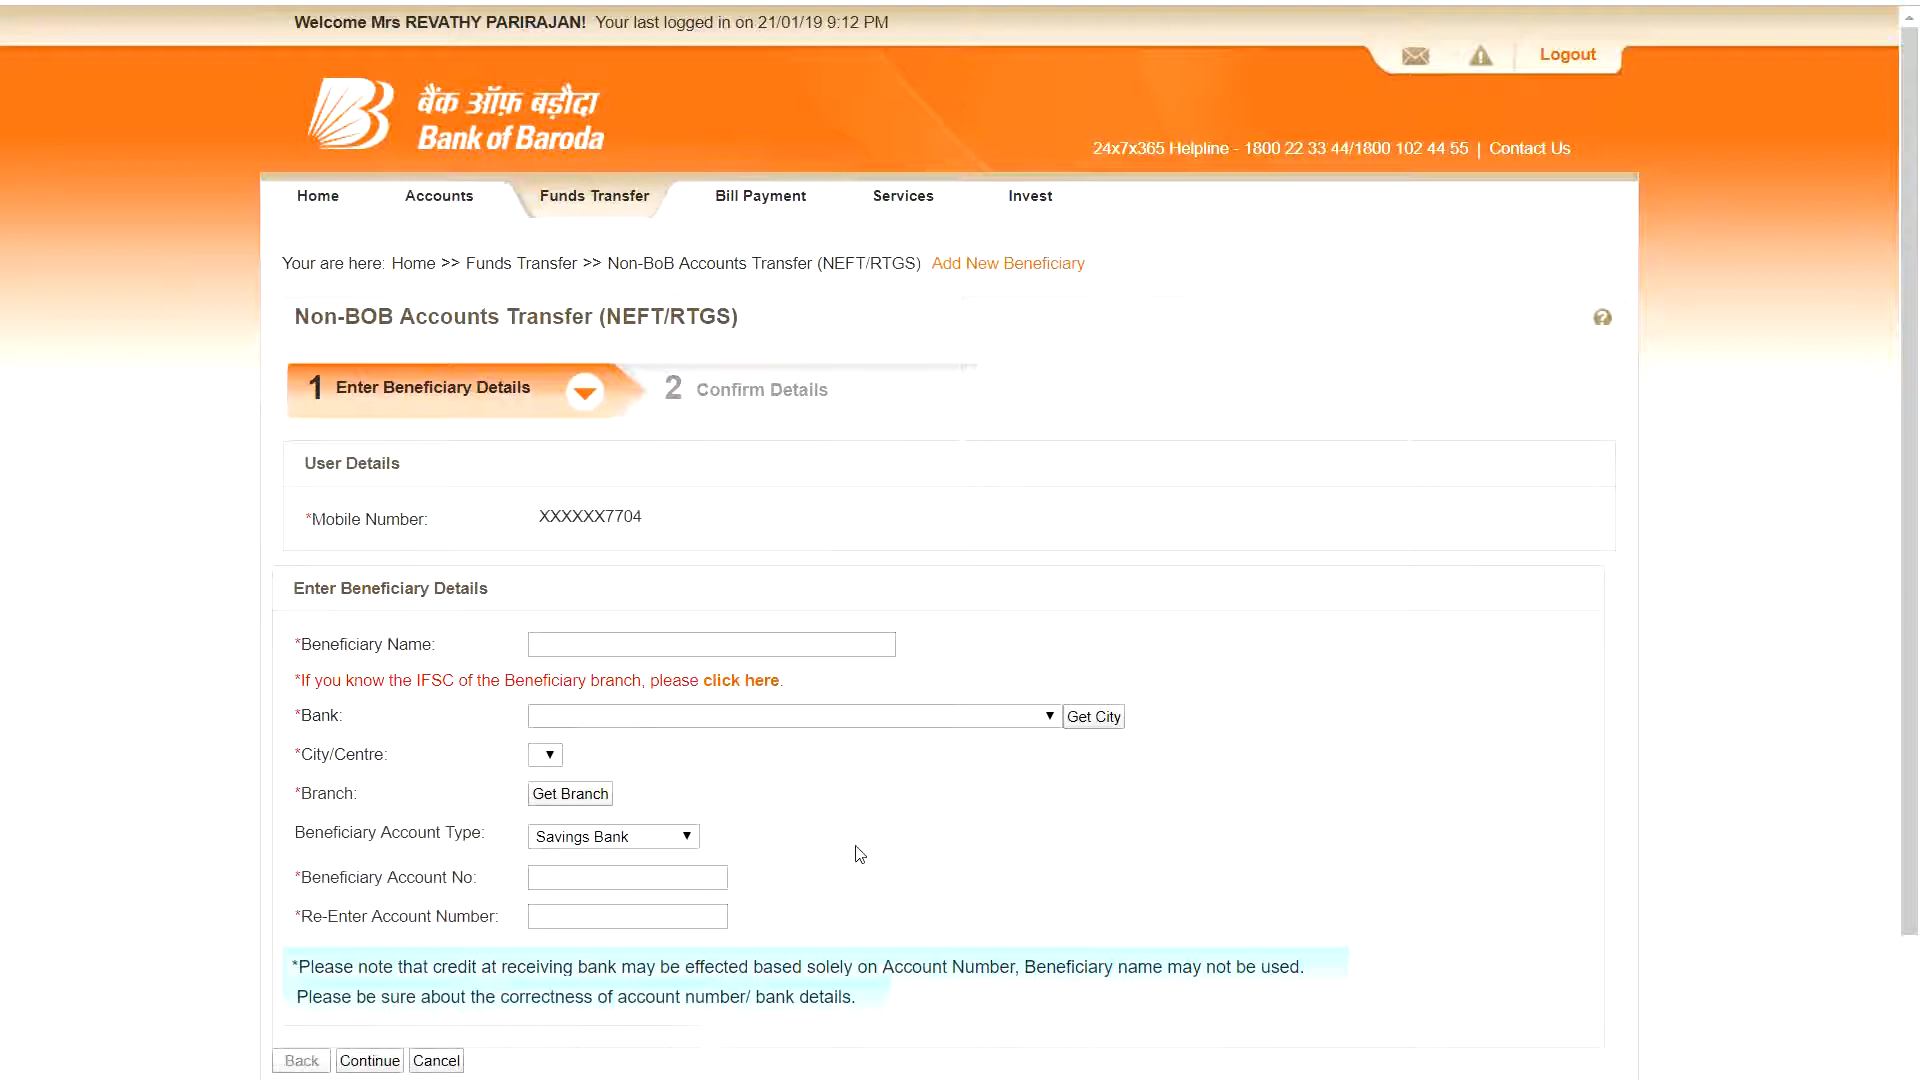 Welcome Mrs REVATHY PARIRAJAN! Your last logged in on 21/01/19 9:12 PM
Logout
बैंक ऑफ़ बड़ौदा
Bank of Baroda
24x7x365 Helpline - 1800 22 33 44/1800 102 44 55 | Contact Us
Home Accounts Funds Transfer Bill Payment Services Invest
Your are here: Home >> Funds Transfer >> Non-BoB Accounts Transfer (NEFT/RTGS) Add New Beneficiary
Non-BOB Accounts Transfer (NEFT/RTGS)
1 Enter Beneficiary Details 2 Confirm Details
User Details
*Mobile Number: XXXXXX7704
Enter Beneficiary Details
*Beneficiary Name:
*If you know the IFSC of the Beneficiary branch, please click here.
*Bank: Get City
*City/Centre:
*Branch: Get Branch
Beneficiary Account Type: Savings Bank
*Beneficiary Account No:
*Re-Enter Account Number:
*Please note that credit at receiving bank may be effected based solely on Account Number, Beneficiary name may not be used.
Please be sure about the correctness of account number/ bank details.
Back Continue Cancel